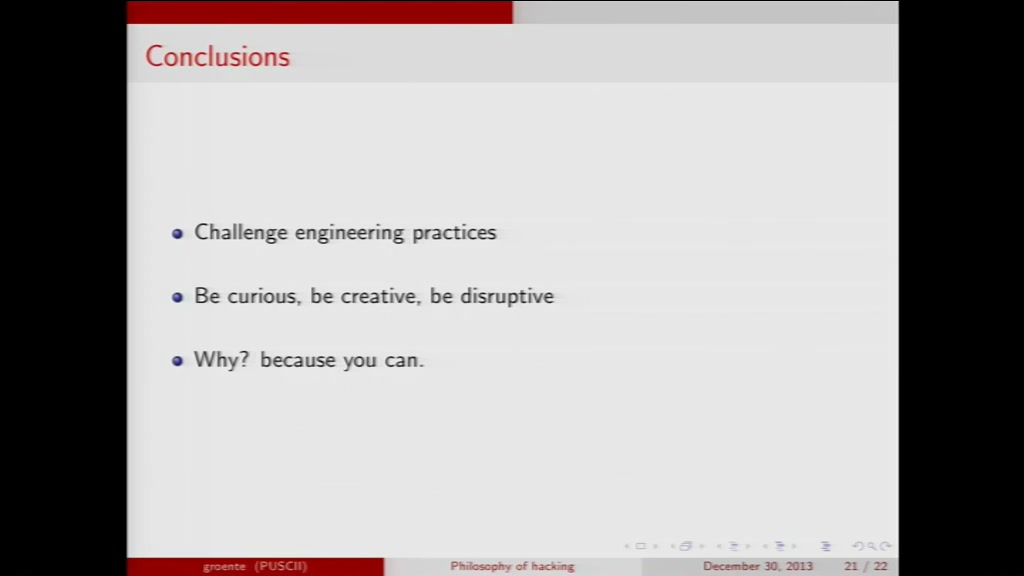 Conclusions
Challenge engineering practices
Be curious, be creative, be disruptive
Why? because you can.
groente (PUSCII)
Philosophy of hacking
December 30, 2013
21 / 22